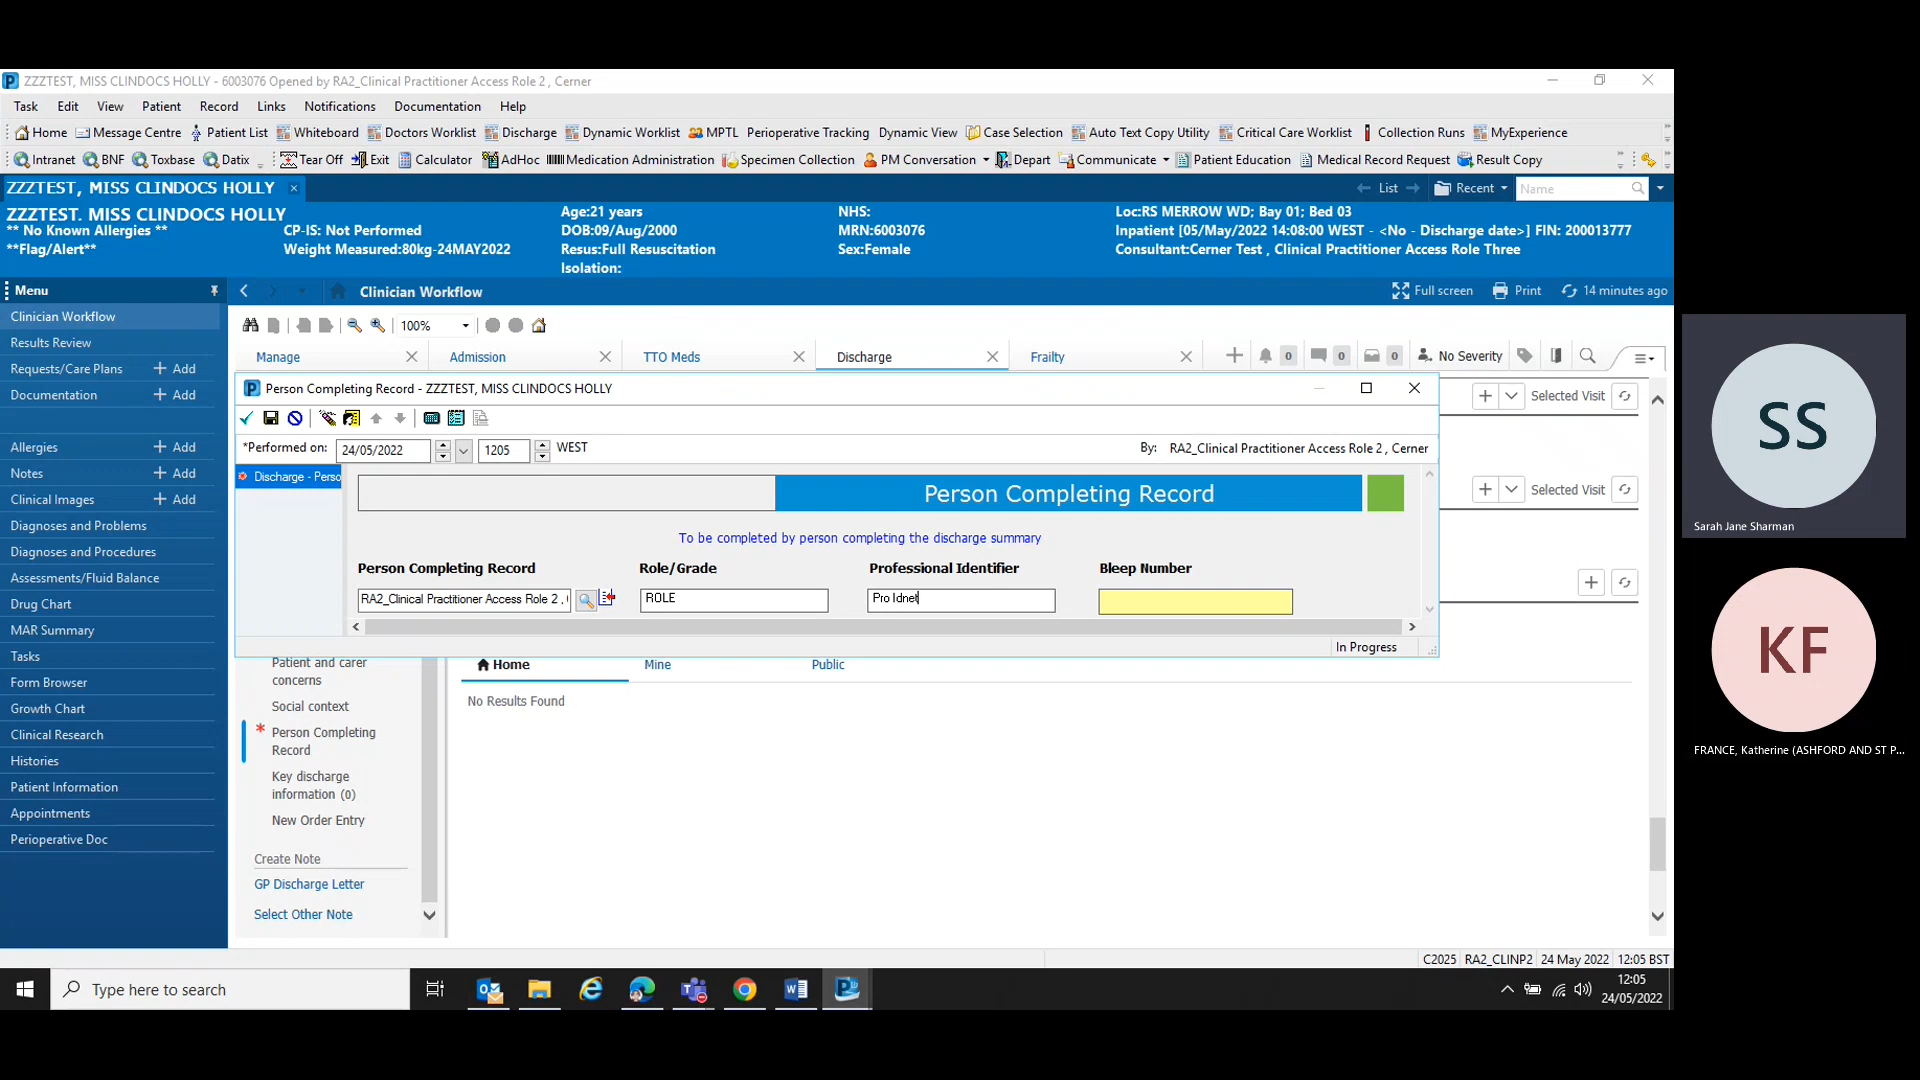 ZZZTEST, MISS CLINDOCS HOLLY - 6003076 Opened by RA2_Clinical Practitioner Access Role 2 , Cerner
Task Edit View Patient Record Links Notifications Documentation Help
Home Message Centre Patient List Whiteboard Doctors Worklist Discharge Dynamic Worklist MPTL Perioperative Tracking Dynamic View Case Selection Auto Text Copy Utility Critical Care Worklist Collection Runs MyExperience
Intranet BNF Toxbase Datix Tear Off Exit Calculator AdHoc Medication Administration Specimen Collection PM Conversation Depart Communicate Patient Education Medical Record Request Result Copy
ZZZTEST, MISS CLINDOCS HOLLY List Recent Name
ZZZTEST. MISS CLINDOCS HOLLY Age:21 years NHS: Loc:RS MERROW WD; Bay 01; Bed 03
** No Known Allergies ** CP-IS: Not Performed DOB:09/Aug/2000 MRN:6003076 Inpatient [05/May/2022 14:08:00 WEST - <No - Discharge date>] FIN: 200013777
**Flag/Alert** Weight Measured:80kg-24MAY2022 Resus:Full Resuscitation Sex:Female Consultant:Cerner Test , Clinical Practitioner Access Role Three
Isolation:
Menu
Clinician Workflow Full screen Print 14 minutes ago
Clinician Workflow
Results Review
Requests/Care Plans Add
Documentation Add
Allergies Add
Notes Add
Clinical Images Add
Diagnoses and Problems
Diagnoses and Procedures
Assessments/Fluid Balance
Drug Chart
MAR Summary
Tasks
Form Browser
Growth Chart
Clinical Research
Histories
Patient Information
Appointments
Perioperative Doc
100%
Manage Admission TTO Meds Discharge Frailty 0 0 0 No Severity
Selected Visit
Selected Visit
Person Completing Record - ZZZTEST, MISS CLINDOCS HOLLY
*Performed on: 24/05/2022 1205 WEST By: RA2_Clinical Practitioner Access Role 2 , Cerner
Discharge - Perso
Person Completing Record
To be completed by person completing the discharge summary
Person Completing Record Role/Grade Professional Identifier Bleep Number
RA2_Clinical Practitioner Access Role 2 , ROLE Pro Idnet
In Progress
Patient and carer
concerns
Social context
Person Completing
Record
Key discharge
information (0)
New Order Entry
Create Note
GP Discharge Letter
Select Other Note
Home Mine Public
No Results Found
C2025 RA2_CLINP2 24 May 2022 12:05 BST
Type here to search
12:05
24/05/2022
SS
Sarah Jane Sharman
KF
FRANCE, Katherine (ASHFORD AND ST P...